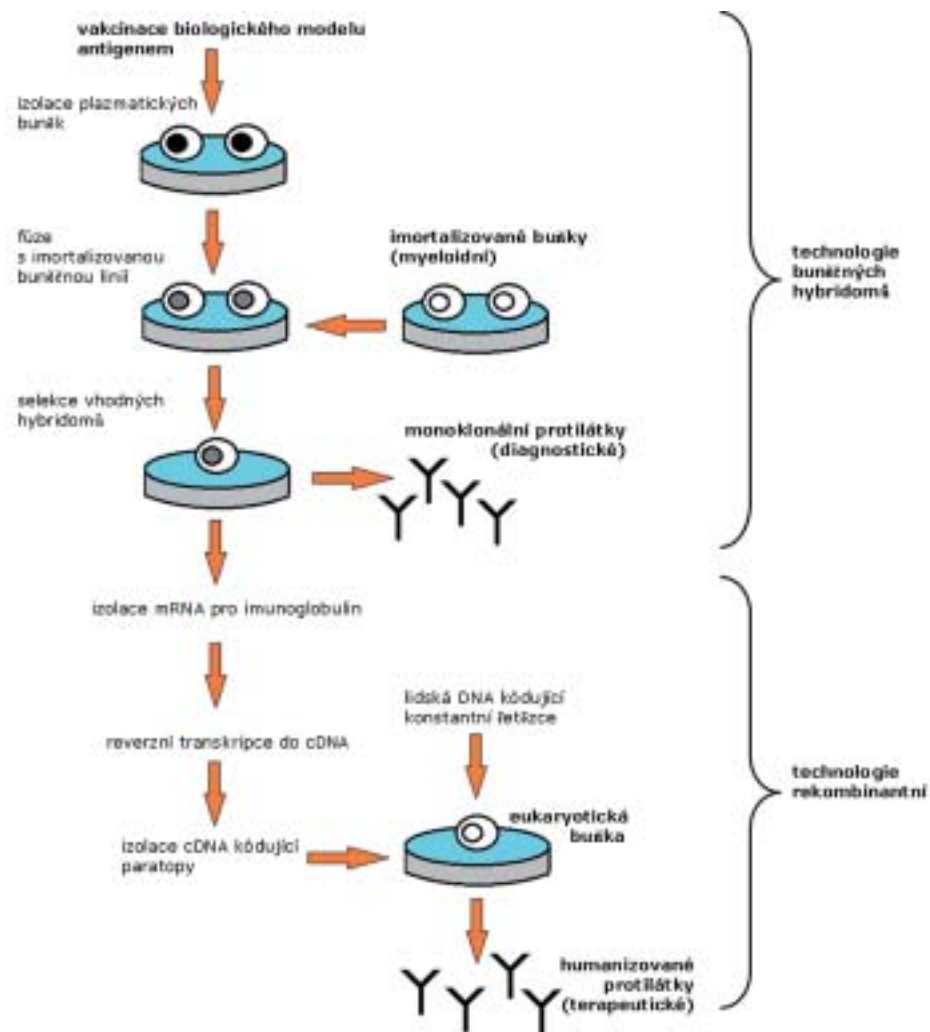 vakcinace biologického modelu
antigenem
izolace plazmatických
buněk
fúze
s imortalizovanou
buněčnou linií
imortalizované buňky
(myeloidní)
technologie
buněčných
hybridomů
selekce vhodných
hybridomů
monoklonální protilátky
(diagnostické)
izolace mRNA pro imunoglobulin
lidská DNA kódující
konstantní řetězce
reverzní transkripce do cDNA
technologie
rekombinantní
eukaryotická
buňka
izolace cDNA kódující
paratopy
humanizované
protilátky
(terapeutické)